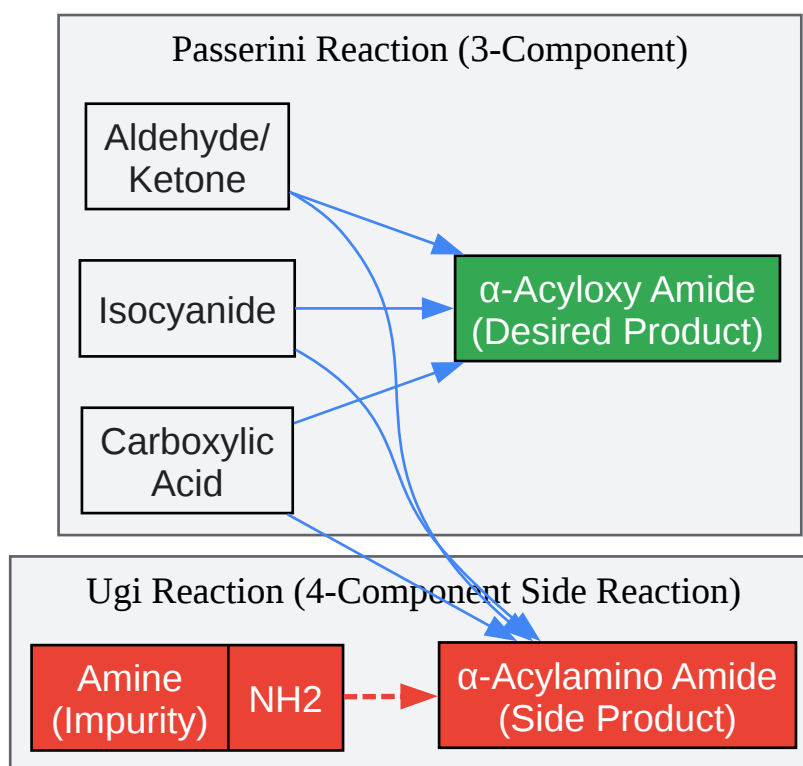 Passerini Reaction (3-Component)
Aldehyde/
Ketone
Isocyanide
α-Acyloxy Amide
(Desired Product)
Carboxylic
Acid
Ugi Reaction (4-Component Side Reaction)
Amine
(Impurity)
NH2
α-Acylamino Amide
(Side Product)